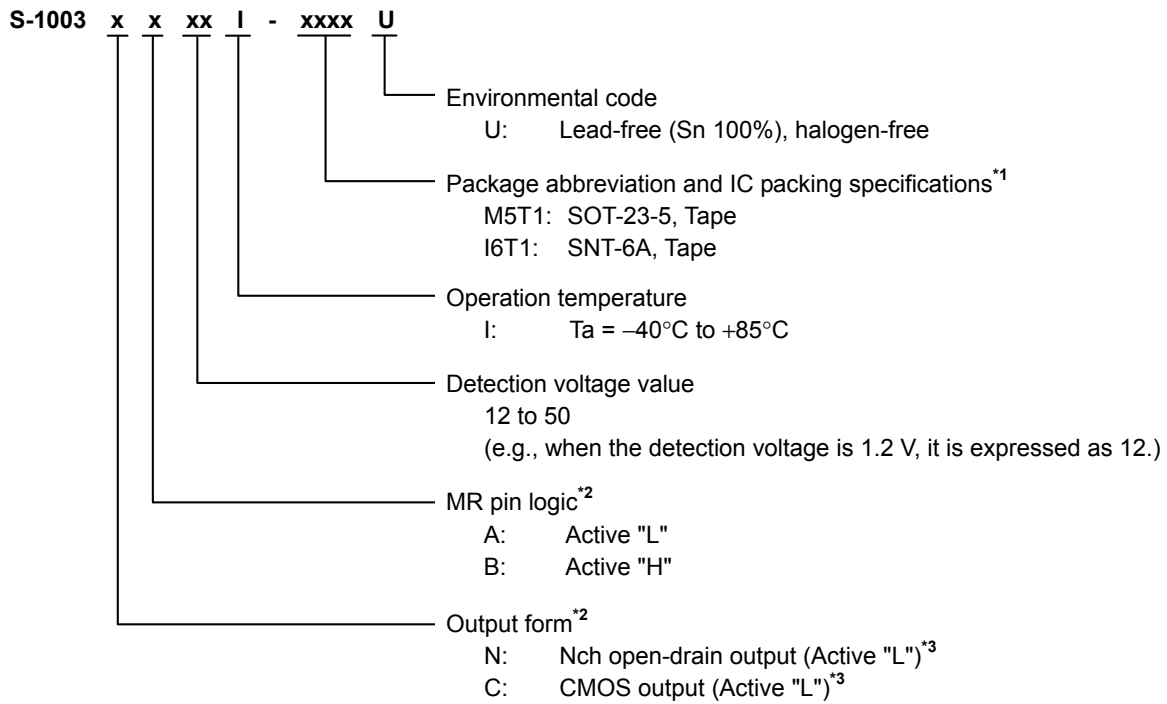 S-1003 x x xx I - xxxx U
Environmental code
U: Lead-free (Sn 100%), halogen-free
Package abbreviation and IC packing specifications*1
M5T1: SOT-23-5, Tape
I6T1: SNT-6A, Tape
Operation temperature
I: Ta = −40°C to +85°C
Detection voltage value
12 to 50
(e.g., when the detection voltage is 1.2 V, it is expressed as 12.)
MR pin logic*2
A: Active "L"
B: Active "H"
Output form*2
N: Nch open-drain output (Active "L")*3
C: CMOS output (Active "L")*3